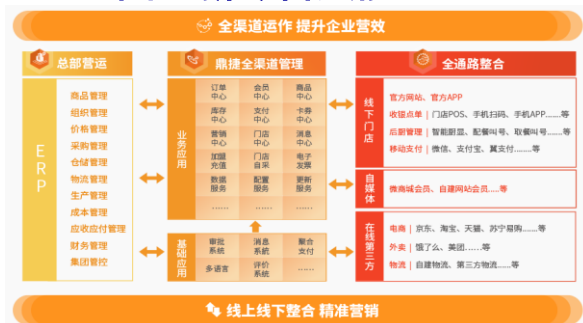 全渠道运作 提升企业营效
总部营运
ERP
商品管理
组织管理
价格管理
采购管理
仓储管理
物流管理
生产管理
成本管理
应收应付管理
财务管理
集团管控
鼎捷全渠道管理
业务应用
订单中心 会员中心 商品中心
库存中心 支付中心 卡券中心
营销中心 门店中心 消息中心
加盟充值 门店自采 电子发票
数据服务 配置服务 更新服务
...... ...... ......
基础应用
审批系统 消息系统 聚合支付
多语言 评价系统 ......
全通路整合
线下门店
官方网站、官方APP
收银点单 | 门店POS、手机扫码、手机APP......等
后厨管理 | 智能厨显、配餐叫号、取餐叫号......等
移动支付 | 微信、支付宝、翼支付........等
自媒体
微商城会员、自建网站会员.....等
在线第三方
电商 | 京东、淘宝、天猫、苏宁易购.......等
外卖 | 饿了么、美团......等
物流 | 自建物流、第三方物流.....等
线上线下整合 精准营销